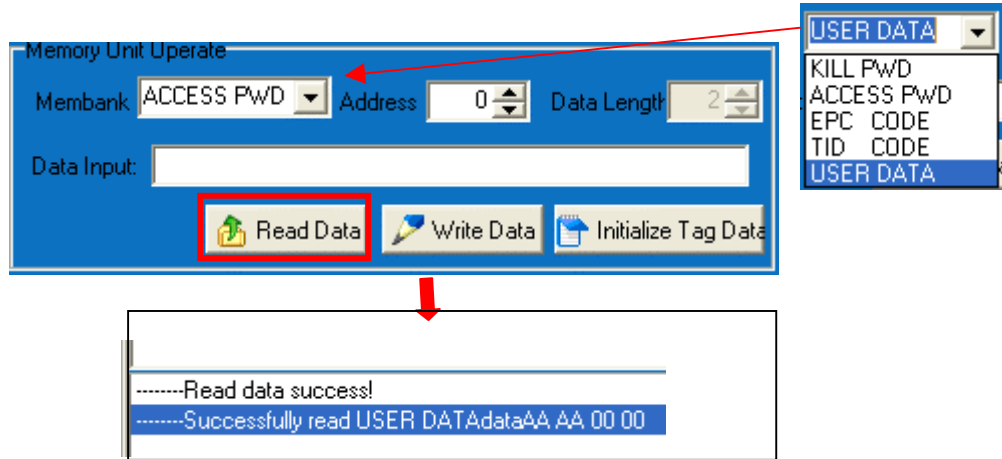 USER DATA
KILL PWD
ACCESS PWD
EPC CODE
TID CODE
USER DATA
Memory Unit Operate
Membank ACCESS PWD Address 0 Data Length 2
Data Input:
Read Data Write Data Initialize Tag Data
--------Read data success!
--------Successfully read USER DATAdataAA AA 00 00